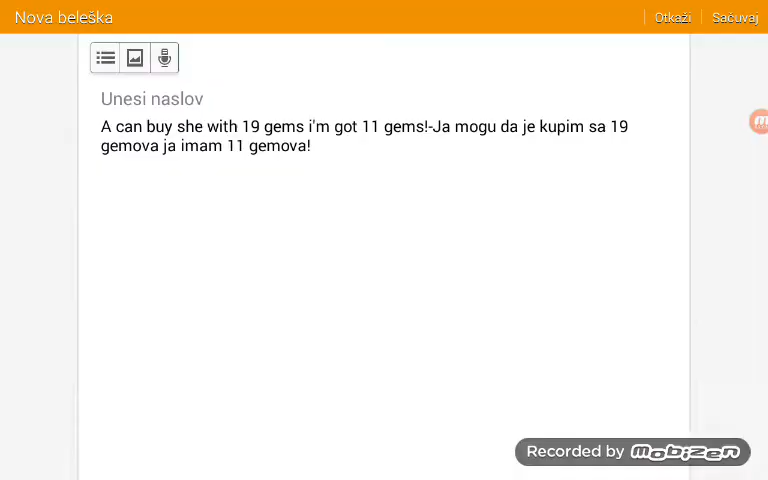 Nova beleška
Otkaži
Sačuvaj
Unesi naslov
A can buy she with 19 gems i'm got 11 gems!-Ja mogu da je kupim sa 19
gemova ja imam 11 gemova!
Recorded by mobizen